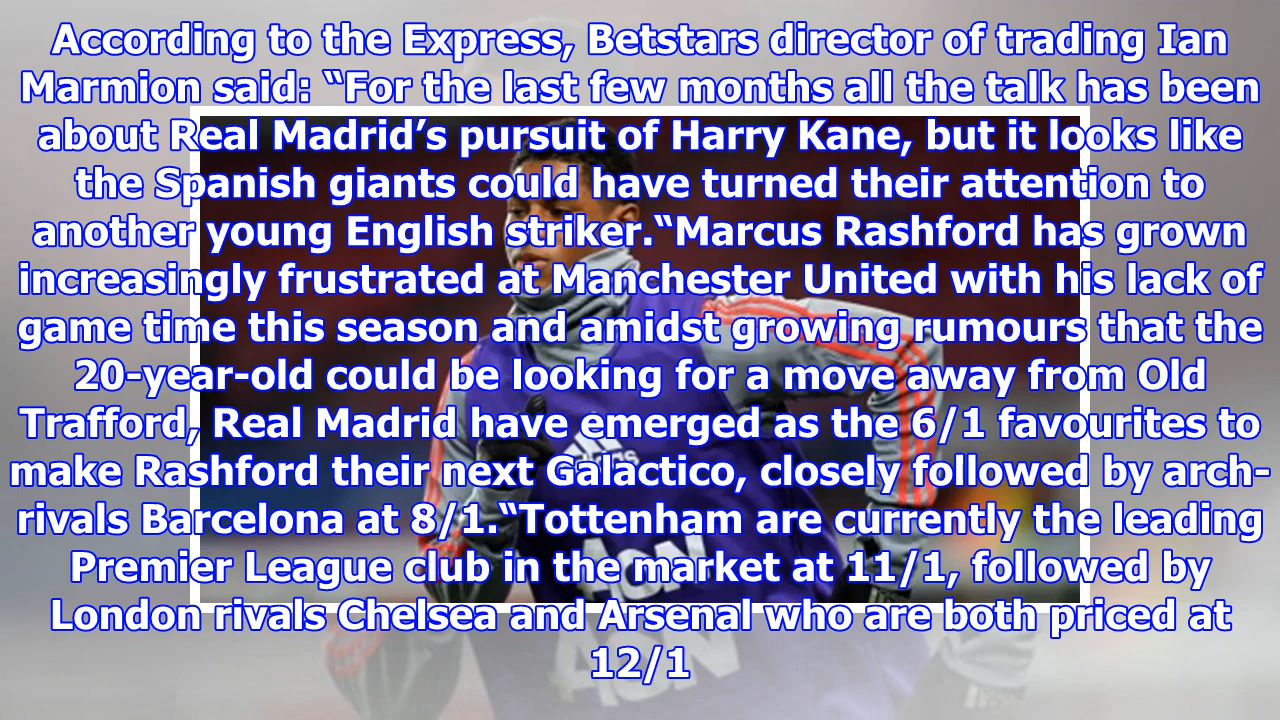 According to the Express, Betstars director of trading Ian
Marmion said: “For the last few months all the talk has been
about Real Madrid’s pursuit of Harry Kane, but it looks like
the Spanish giants could have turned their attention to
another young English striker.“Marcus Rashford has grown
increasingly frustrated at Manchester United with his lack of
game time this season and amidst growing rumours that the
20-year-old could be looking for a move away from Old
Trafford, Real Madrid have emerged as the 6/1 favourites to
make Rashford their next Galactico, closely followed by arch-
rivals Barcelona at 8/1.“Tottenham are currently the leading
Premier League club in the market at 11/1, followed by
London rivals Chelsea and Arsenal who are both priced at
12/1
adidas
AON
AON